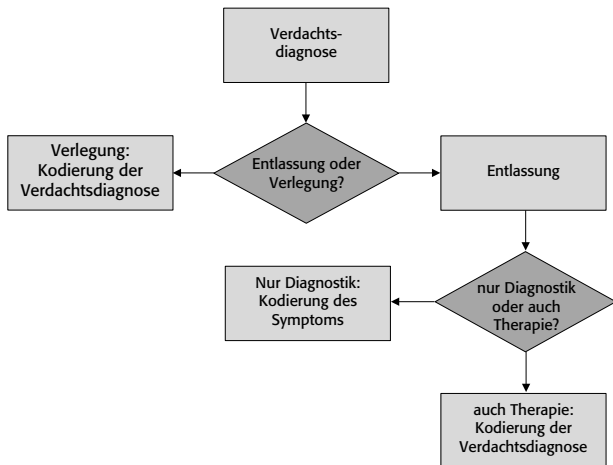 Verdachts-
diagnose
Entlassung oder
Verlegung?
Verlegung:
Kodierung der
Verdachtsdiagnose
Entlassung
nur Diagnostik
oder auch
Therapie?
Nur Diagnostik:
Kodierung des
Symptoms
auch Therapie:
Kodierung der
Verdachtsdiagnose